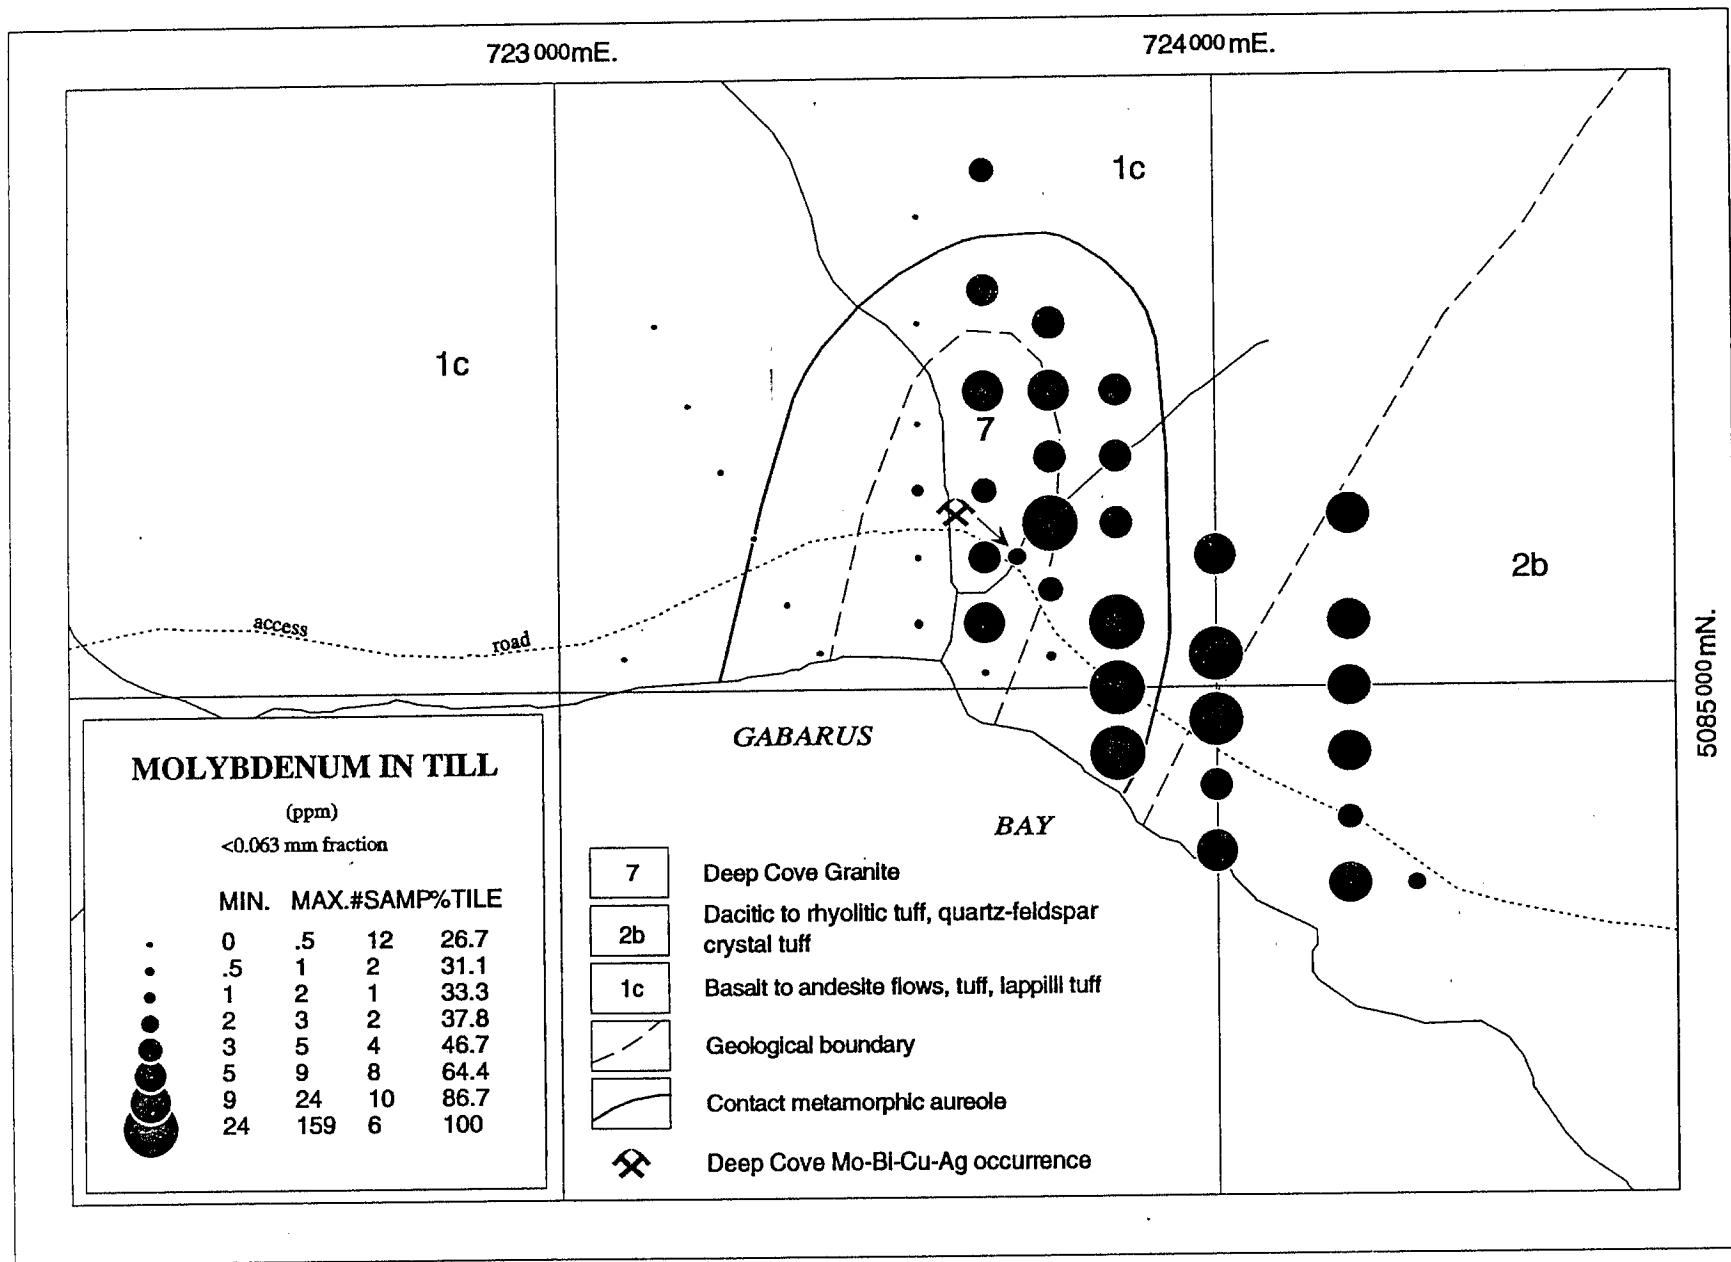 723000mE.
724000mE.
1c
1c
7
2b
access
road
5085000mN.
GABARUS
BAY
MOLYBDENUM IN TILL
(ppm)
<0.063 mm fraction
MIN. MAX.#SAMP%TILE
0 .5 12 26.7
.5 1 2 31.1
1 2 1 33.3
2 3 2 37.8
3 5 4 46.7
5 9 8 64.4
9 24 10 86.7
24 159 6 100
7 Deep Cove Granite
2b Dacitic to rhyolitic tuff, quartz-feldspar
crystal tuff
1c Basalt to andesite flows, tuff, lappilli tuff
Geological boundary
Contact metamorphic aureole
Deep Cove Mo-Bi-Cu-Ag occurrence